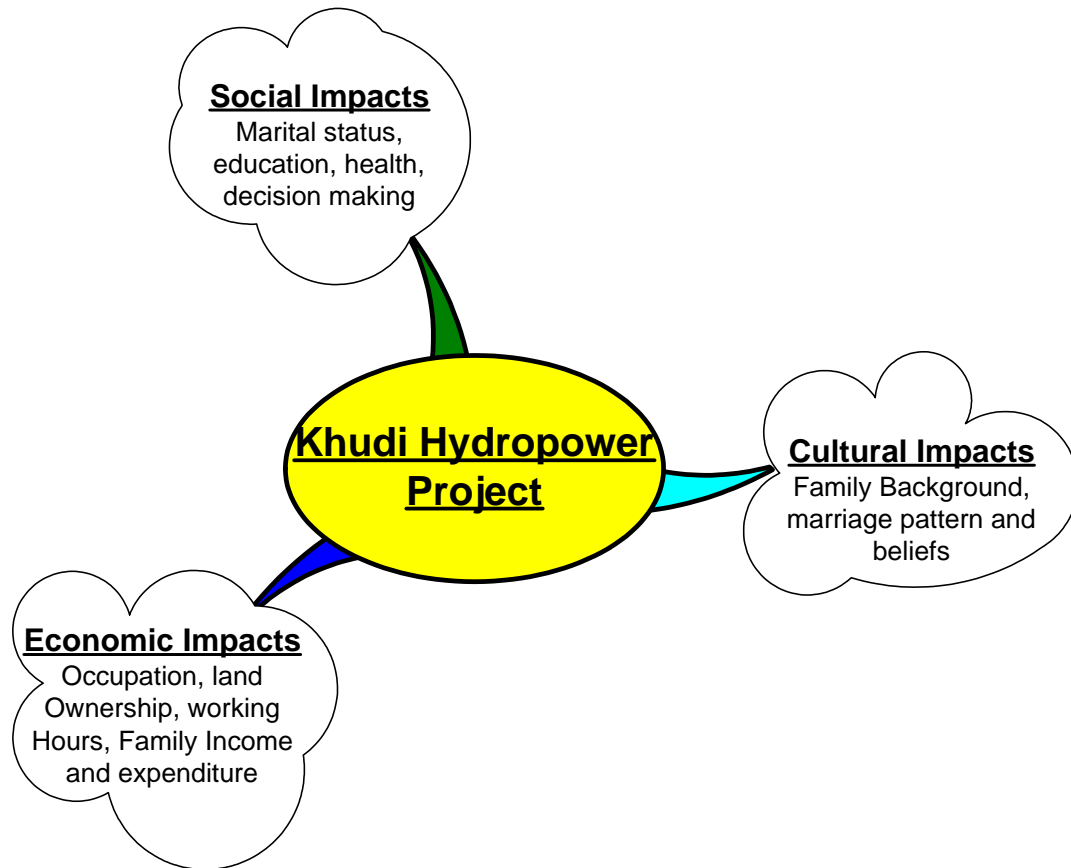 Social Impacts
Marital status,
education, health,
decision making
Khudi Hydropower
Project
Cultural Impacts
Family Background,
marriage pattern and
beliefs
Economic Impacts
Occupation, land
Ownership, working
Hours, Family Income
and expenditure